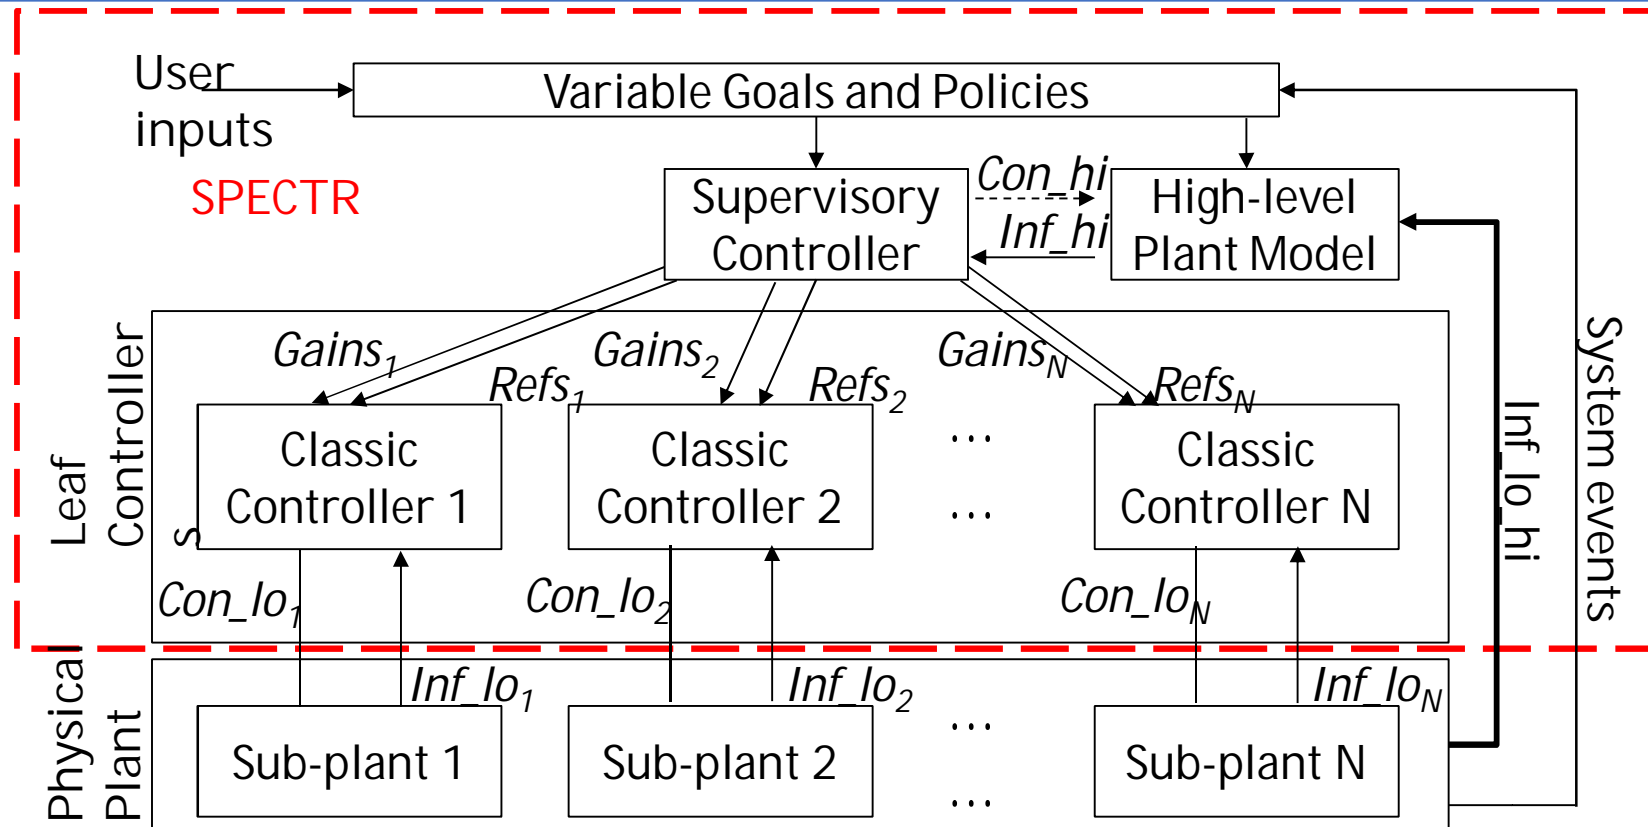 User
inputs
Variable Goals and Policies
SPECTR
Supervisory
Controller
Con_hi
Inf_hi
High-level
Plant Model
Gains1
Refs1
Gains2
Refs2
GainsN
RefsN
Leaf
Controller
s
Classic
Controller 1
Classic
Controller 2
...
...
Classic
Controller N
Inf_lo_hi
System events
Con_lo1
Con_lo2
Con_loN
Physical
Plant
Inf_lo1
Inf_lo2
Inf_loN
Sub-plant 1
Sub-plant 2
...
...
Sub-plant N